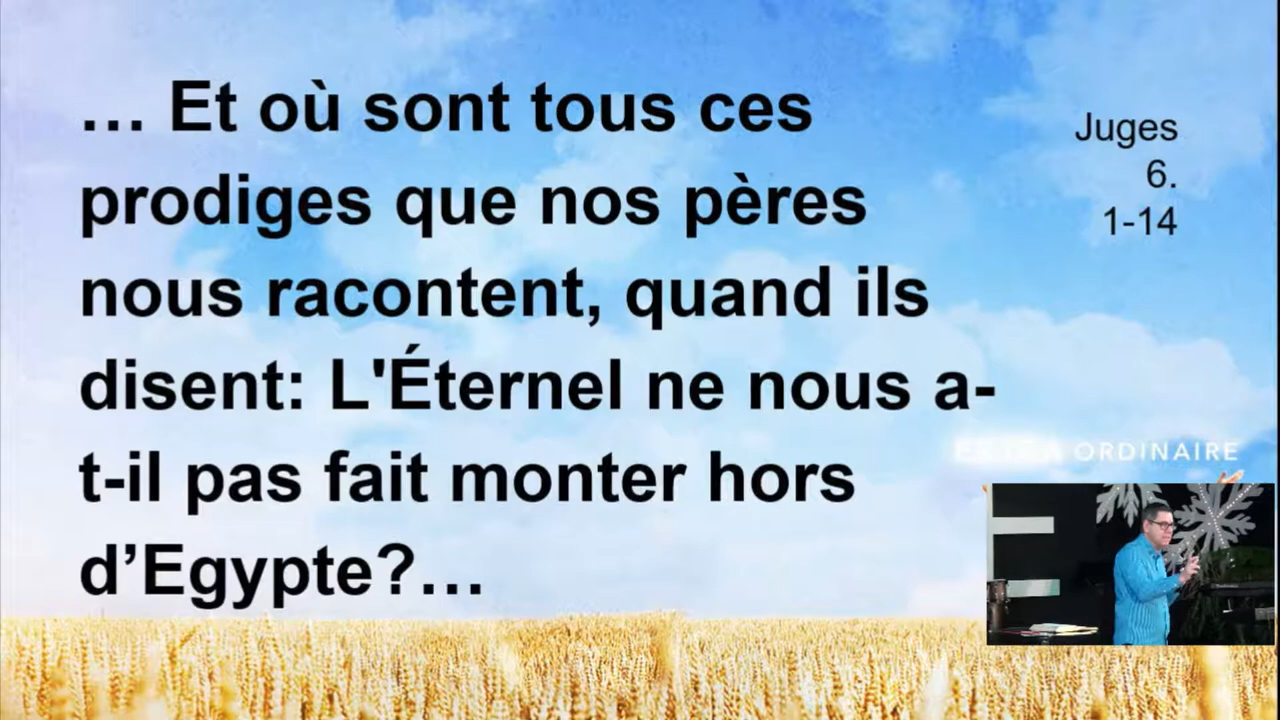 … Et où sont tous ces
prodiges que nos pères
nous racontent, quand ils
disent: L'Éternel ne nous a-
t-il pas fait monter hors
d’Egypte?…
Juges
6.
1-14
ORDINAIRE